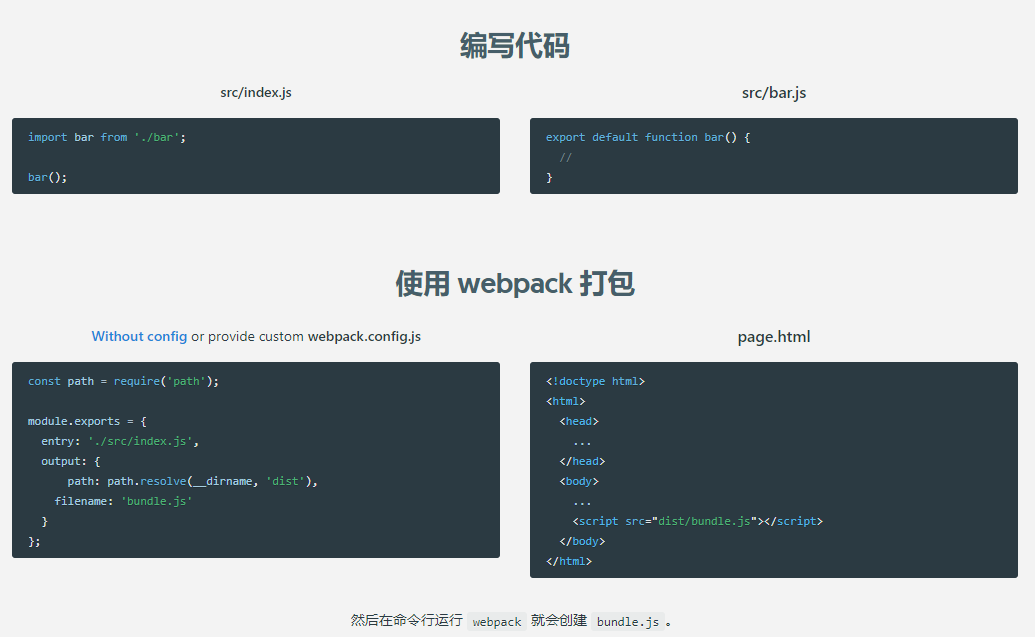 编写代码
src/index.js
import bar from './bar';
bar();
src/bar.js
export default function bar() {
  //
}
使用 webpack 打包
Without config or provide custom webpack.config.js
const path = require('path');
module.exports = {
  entry: './src/index.js',
  output: {
      path: path.resolve(__dirname, 'dist'),
    filename: 'bundle.js'
  }
};
page.html
<!doctype html>
<html>
  <head>
    ...
  </head>
  <body>
    ...
    <script src="dist/bundle.js"></script>
  </body>
</html>
然后在命令行运行 webpack 就会创建 bundle.js 。